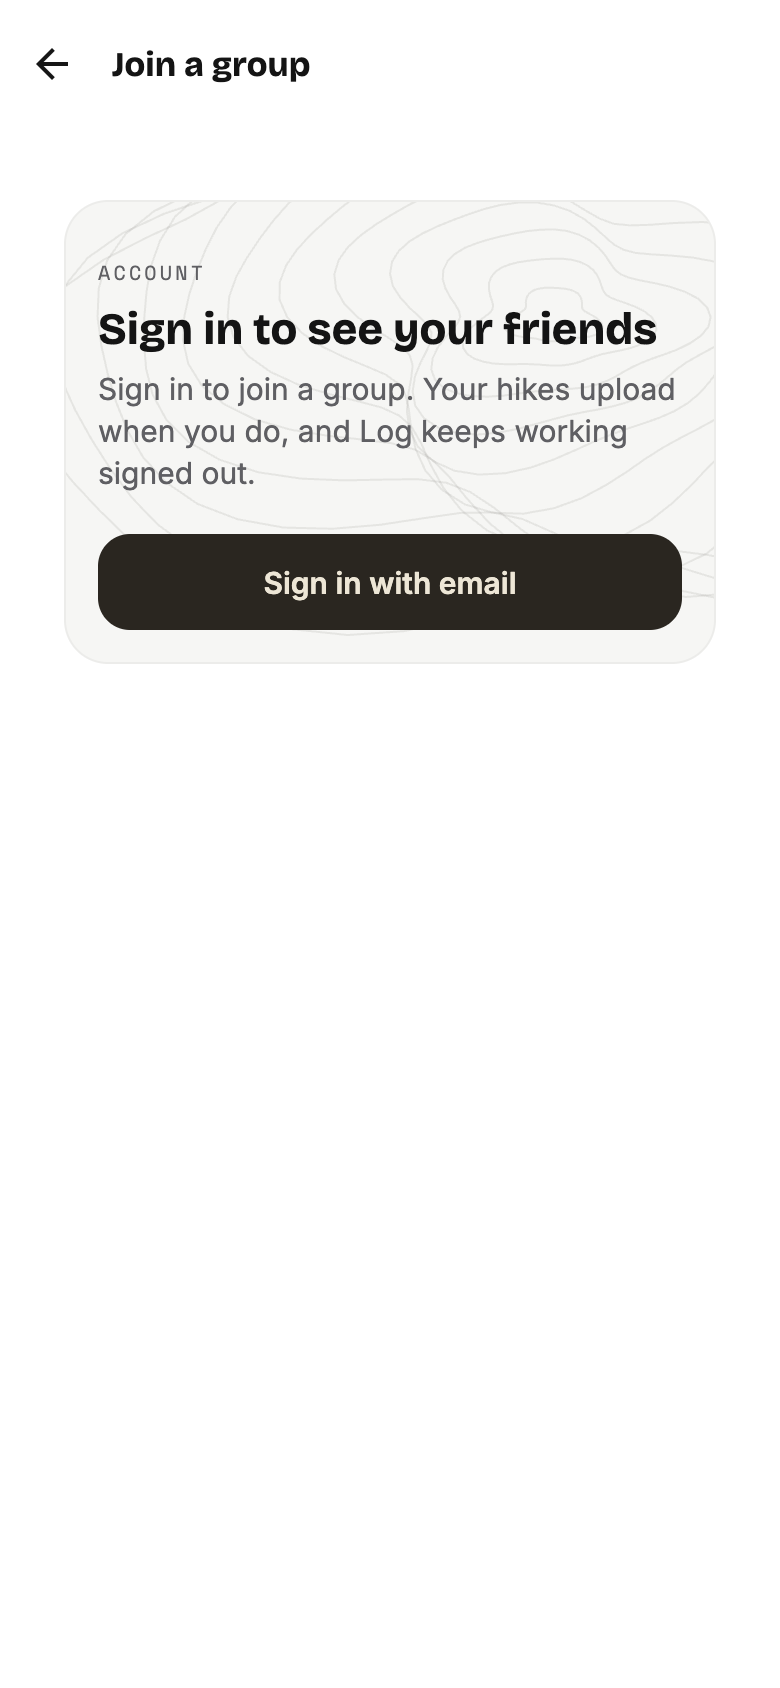 Join a group
ACCOUNT
Sign in to see your friends
Sign in to join a group. Your hikes upload
when you do, and Log keeps working
signed out.
Sign in with email